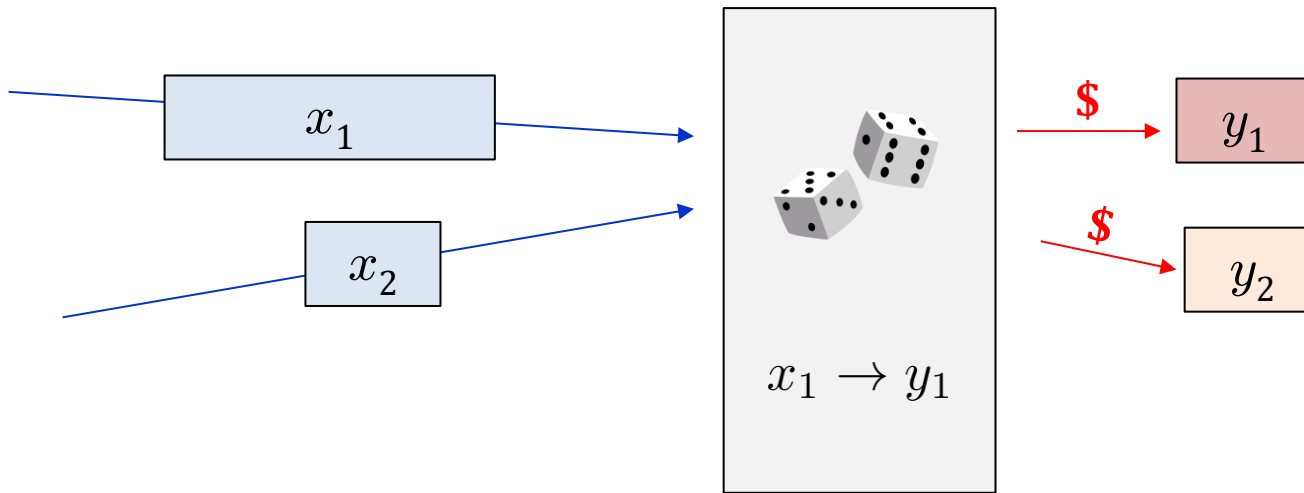 x₁
x₂
x₁ → y₁
$
y₁
$
y₂